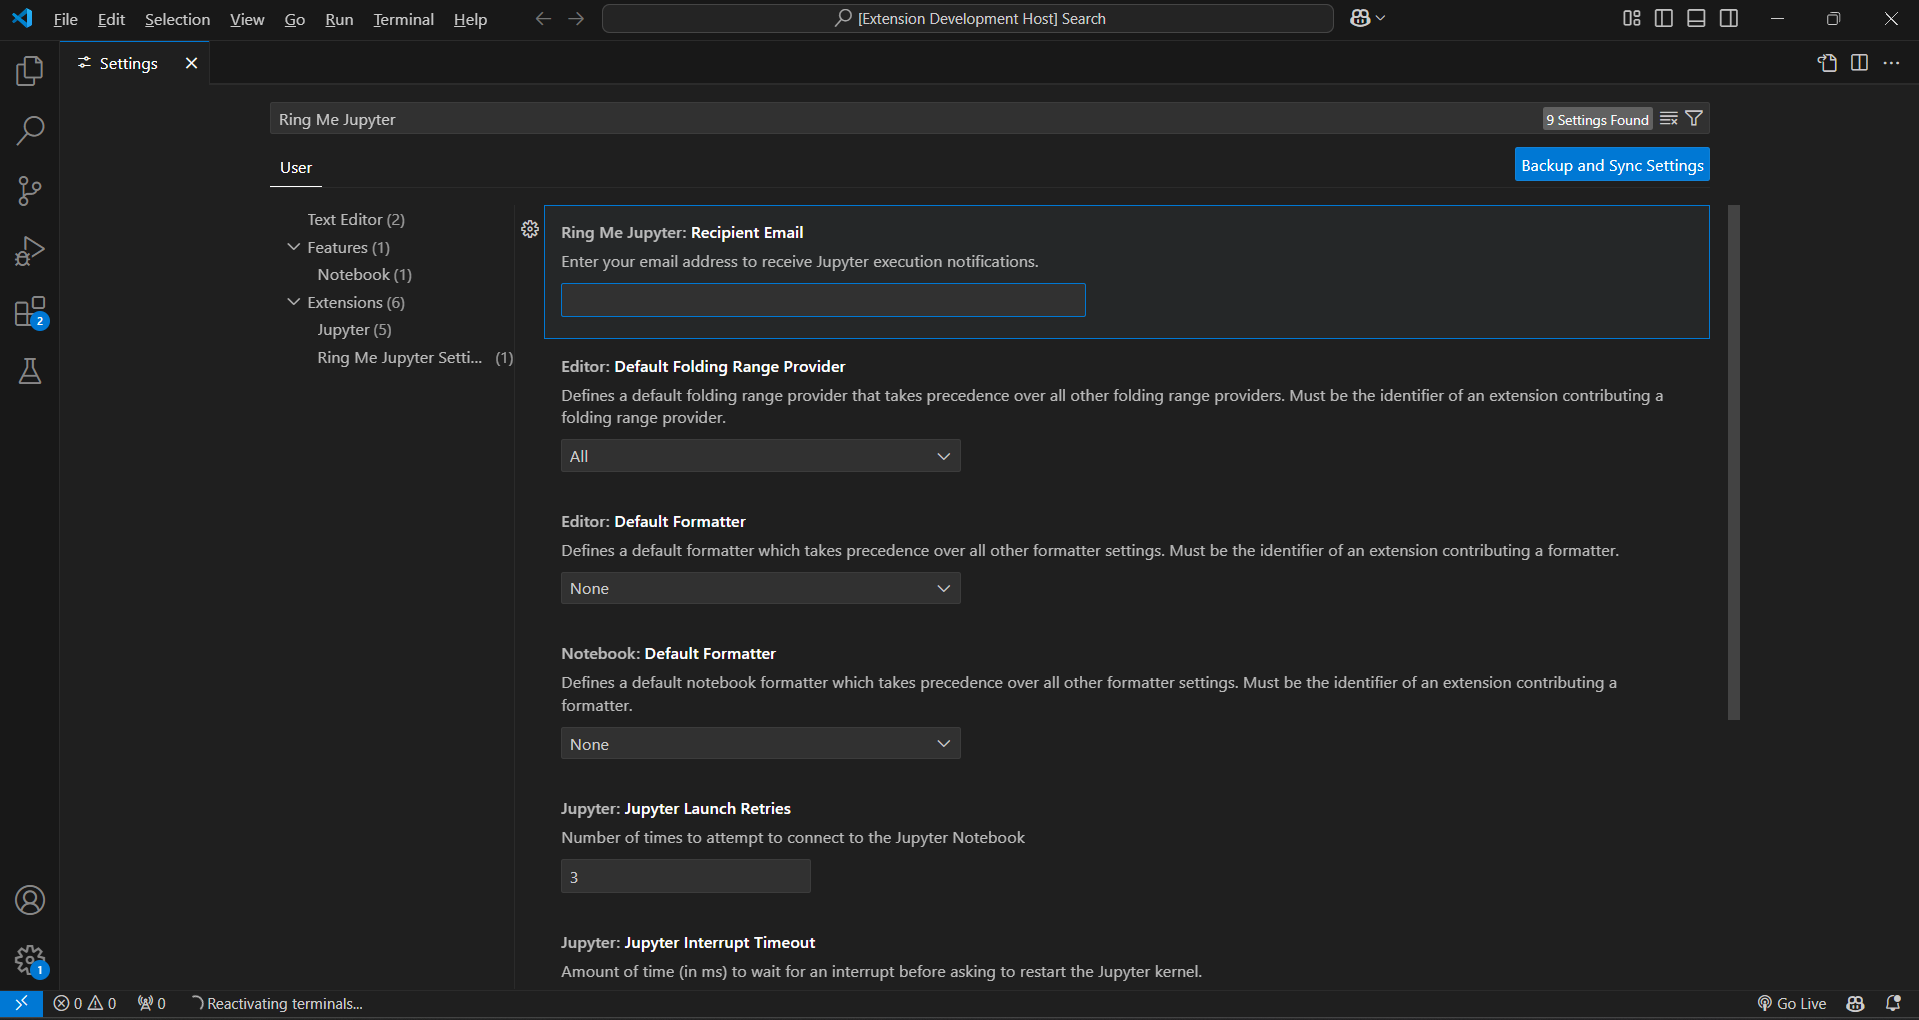 File Edit Selection View Go Run Terminal Help
[Extension Development Host] Search
Settings
Ring Me Jupyter
9 Settings Found
User
Backup and Sync Settings
Text Editor (2)
Features (1)
Notebook (1)
Extensions (6)
Jupyter (5)
Ring Me Jupyter Setti... (1)
Ring Me Jupyter: Recipient Email
Enter your email address to receive Jupyter execution notifications.
Editor: Default Folding Range Provider
Defines a default folding range provider that takes precedence over all other folding range providers. Must be the identifier of an extension contributing a
folding range provider.
All
Editor: Default Formatter
Defines a default formatter which takes precedence over all other formatter settings. Must be the identifier of an extension contributing a formatter.
None
Notebook: Default Formatter
Defines a default notebook formatter which takes precedence over all other formatter settings. Must be the identifier of an extension contributing a
formatter.
None
Jupyter: Jupyter Launch Retries
Number of times to attempt to connect to the Jupyter Notebook
3
Jupyter: Jupyter Interrupt Timeout
Amount of time (in ms) to wait for an interrupt before asking to restart the Jupyter kernel.
2
1
0 0 0 Reactivating terminals...
Go Live